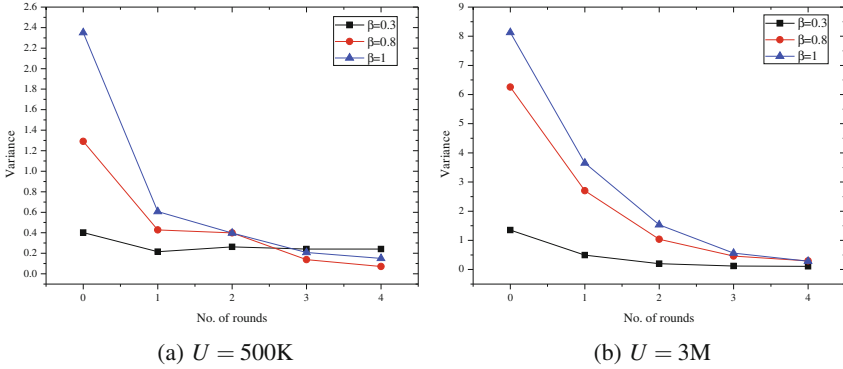 2.6
2.4
2.2
2.0
1.8
1.6
1.4
1.2
1.0
0.8
0.6
0.4
0.2
0.0
Variance
β=0.3
β=0.8
β=1
0 1 2 3 4
No. of rounds
(a) U = 500K
9
8
7
6
5
4
3
2
1
0
Variance
β=0.3
β=0.8
β=1
0 1 2 3 4
No. of rounds
(b) U = 3M